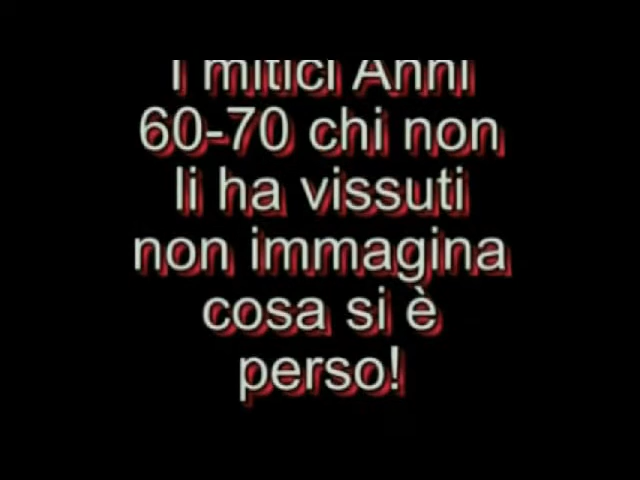 I mitici Anni
60-70 chi non
li ha vissuti
non immagina
cosa si è
perso!